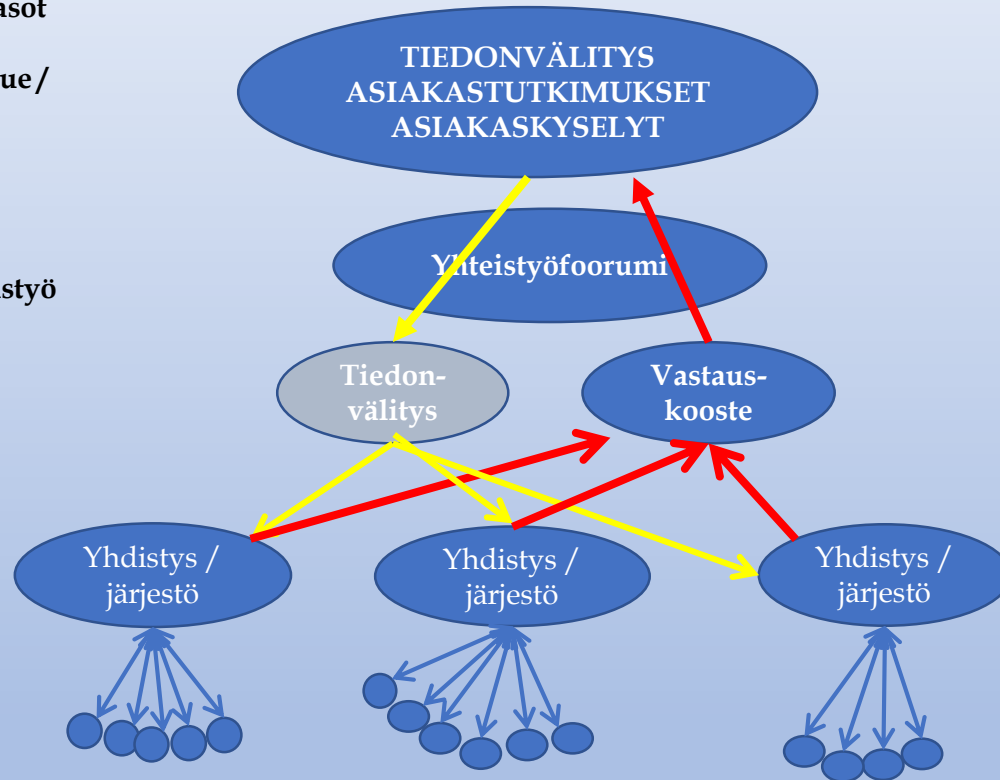 asot
TIEDONVÄLITYS
ASIAKASTUTKIMUKSET
ASIAKASKYSELYT
ue/
Yhteistyöfoorumi
styö
Tiedon-
välitys
Vastaus-
kooste
Yhdistys /
järjestö
Yhdistys /
järjestö
Yhdistys /
järjestö